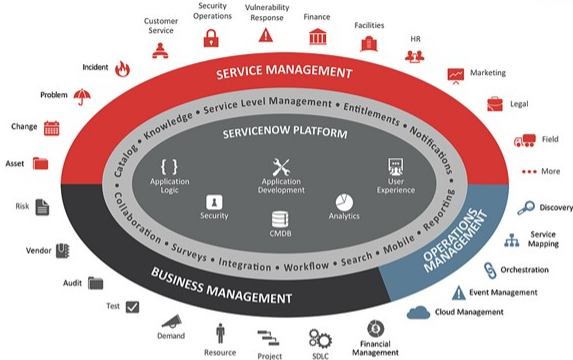 Security
Operations
Vulnerability
Response
Finance
Customer
Service
Facilities
HR
Incident
SERVICE MANAGEMENT
Marketing
Problem
Legal
Change
Field
Asset
More
Catalog • Knowledge • Service Level Management • Entitlements • Notifications
SERVICENOW PLATFORM
{ }
Application
Logic
Application
Development
User
Experience
Security
CMDB
Analytics
• Collaboration • Surveys • Integration • Workflow • Search • Mobile • Reporting •
Risk
Discovery
Vendor
Service
Mapping
OPERATIONS
MANAGEMENT
BUSINESS MANAGEMENT
Orchestration
Audit
Event Management
Test
Cloud Management
Demand
Resource
Project
SDLC
$
Financial
Management